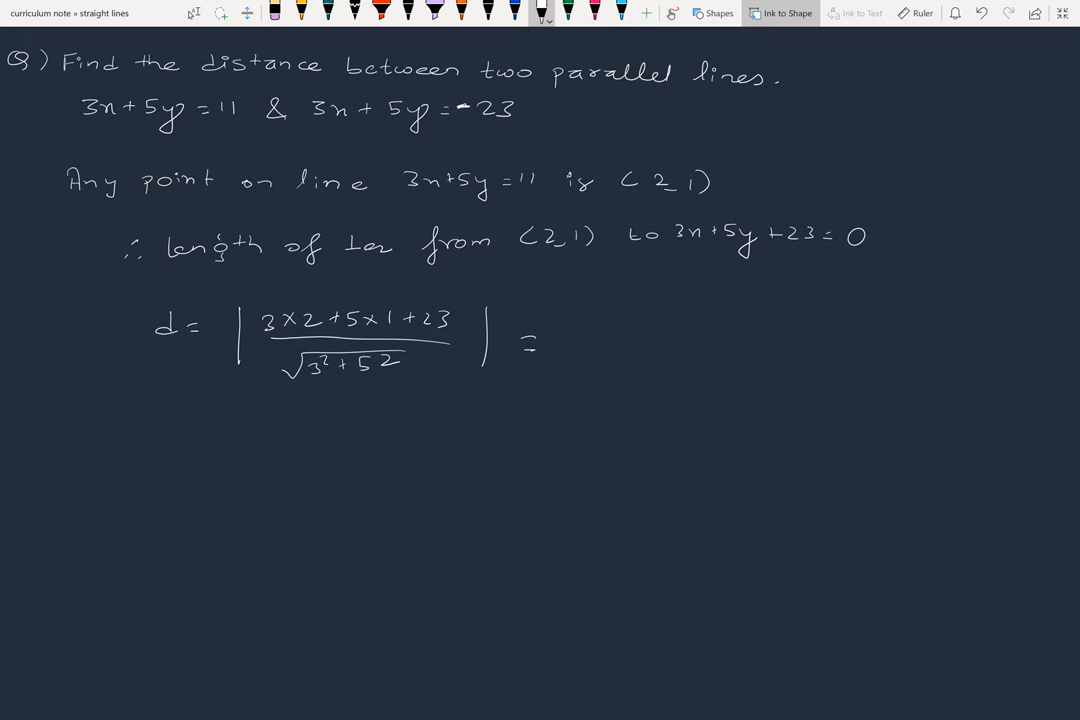 curriculum note » straight lines
Shapes Ink to Shape Ink to Text Ruler
Q) Find the distance between two parallel lines.
3x + 5y = 11 & 3x + 5y = -23
Any point on line 3x+5y = 11 is (2, 1)
∴ length of ⊥er from (2, 1) to 3x + 5y + 23 = 0
d = | (3×2 + 5×1 + 23) / √(3² + 5²) | =